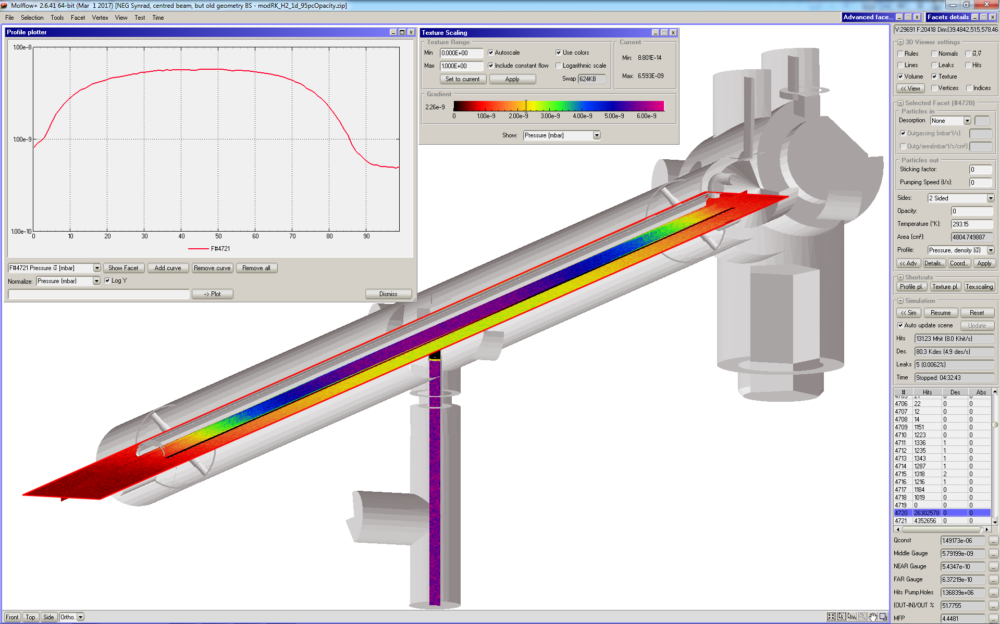 Molflow+ 2.6.41 64-bit (Mar  1 2017) [NEG Synrad, centred beam, but old geometry BS - modRK_H2_1d_95pcOpacity.zip]
File Selection Tools Facet Vertex View Test Time
Advanced face...
Facets details
Profile plotter
1.00e-8
1.00e-9
1.00e-10
0 10 20 30 40 50 60 70 80 90
F#4721
F#4721 Pressure u⃗ [mbar] Show Facet Add curve Remove curve Remove all
Normalize: Pressure (mbar) Log Y
-> Plot Dismiss
Texture Scaling
Texture Range
Current
Min 0.000E+00 Autoscale Use colors
Max 1.000E+00 Include constant flow Logarithmic scale
Set to current Apply Swap 624KB
Min: 8.801E-14
Max: 6.593E-09
Gradient
2.26e-9
0 1.00e-9 2.00e-9 3.00e-9 4.00e-9 5.00e-9 6.00e-9
Show: Pressure [mbar]
V:29691 F:20418 Dim:(39.4842,51.5,578.46
3D Viewer settings
Rules Normals u⃗,v⃗
Lines Leaks Hits
Volume Texture
<< View Vertices Indices
Selected Facet (#4720)
Particles in
Desorption None
Outgassing (mbar*l/s):
Outg/area(mbar*l/s/cm²):
Particles out
Sticking factor: 0
Pumping Speed (l/s): 0
Sides: 2 Sided
Opacity: 0
Temperature (°K): 293.15
Area (cm²): 4804.749887
Profile: Pressure, density (u⃗)
<< Adv Details... Coord... Apply
Shortcuts
Profile pl. Texture pl. Tex.scaling
Simulation
<< Sim Resume Reset
Auto update scene Update
Hits 131.23 Mhit (8.0 Khit/s)
Des. 80.3 Kdes (4.9 des/s)
Leaks 5 (0.0062%)
Time Stopped: 04:32:43
# Hits Des Abs
4705 21 0 0
4706 22 0 0
4707 12 0 0
4708 14 0 0
4709 1151 0 0
4710 1223 0 0
4711 1336 1 0
4712 1235 1 0
4713 1343 1 0
4714 1287 1 0
4715 1318 2 0
4716 1216 1 0
4717 1184 0 0
4718 1019 0 0
4719 0 0 0
4720 26302578 0 0
4721 4352656 0 0
Qconst 1.49173e-06 ...
Middle Gauge 5.79199e-09 ...
NEAR Gauge 5.4347e-10 ...
FAR Gauge 6.37219e-10 ...
Hits Pump.Holes 1.36839e+06 ...
(OUT-IN)/OUT % 51.7755 ...
MFP 4.4481 ...
Front Top Side Ortho.